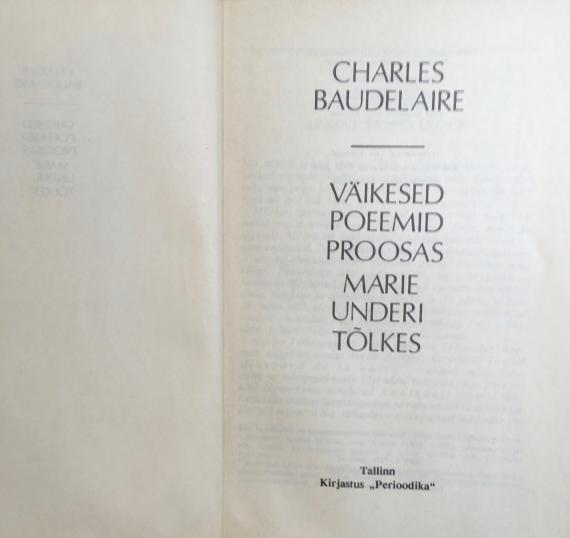 CHARLES
BAUDELAIRE
VÄIKESED
POEEMID
PROOSAS
MARIE
UNDERI
TÕLKES
Tallinn
Kirjastus „Perioodika“